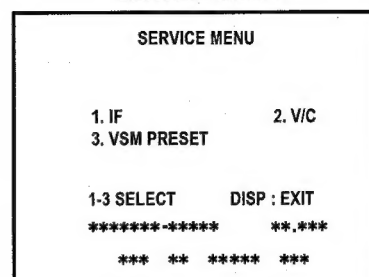 SERVICE MENU
1. IF 2. V/C
3. VSM PRESET
1-3 SELECT DISP : EXIT
*******-***** **.***
*** ** ***** ***